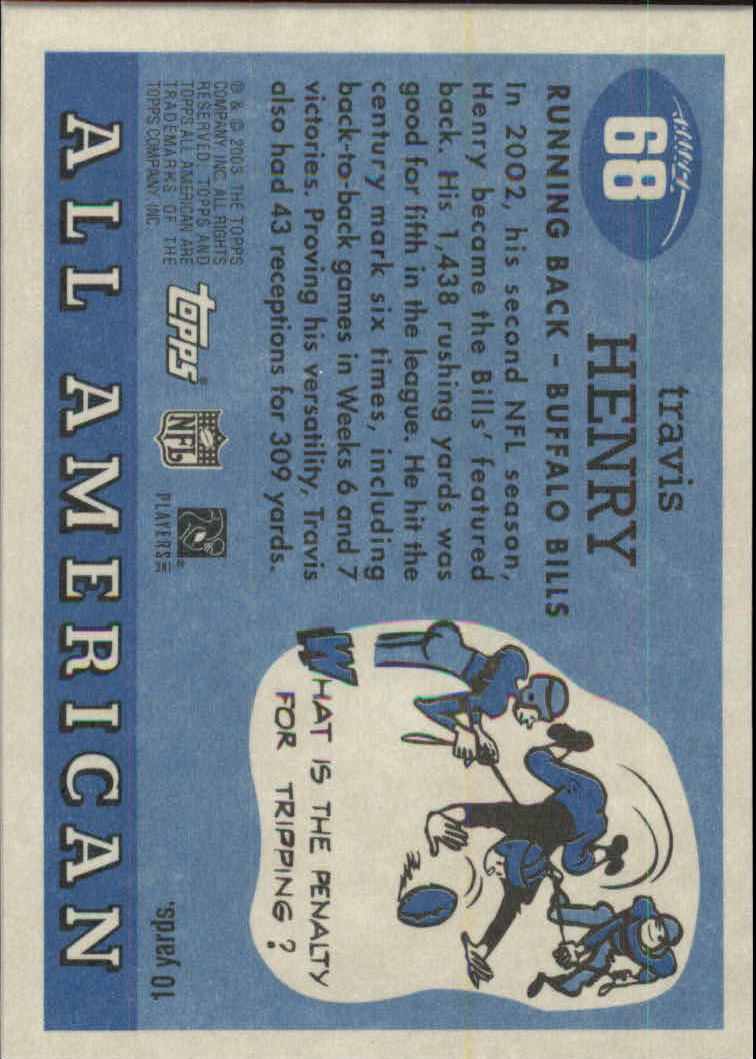 68
travis
HENRY
RUNNING BACK – BUFFALO BILLS
In 2002, his second NFL season,
Henry became the Bills' featured
back. His 1,438 rushing yards was
good for fifth in the league. He hit the
century mark six times, including
back-to-back games in Weeks 6 and 7
victories. Proving his versatility, Travis
also had 43 receptions for 309 yards.
WHAT IS THE PENALTY
FOR TRIPPING?
10 yards.
® & © 2003 THE TOPPS
COMPANY, INC. ALL RIGHTS
RESERVED. TOPPS AND
TOPPS ALL AMERICAN ARE
TRADEMARKS OF THE
TOPPS COMPANY, INC.
topps®
NFL
PLAYERS INC
ALL AMERICAN